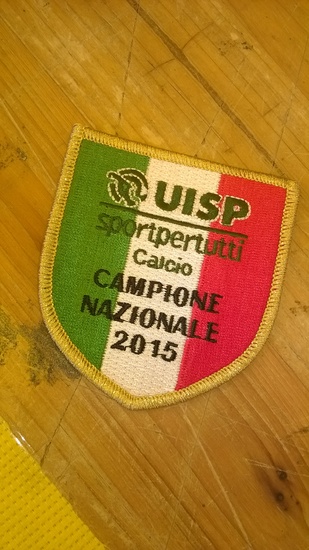 UISP
sportpertutti
Calcio
CAMPIONE
NAZIONALE
2015